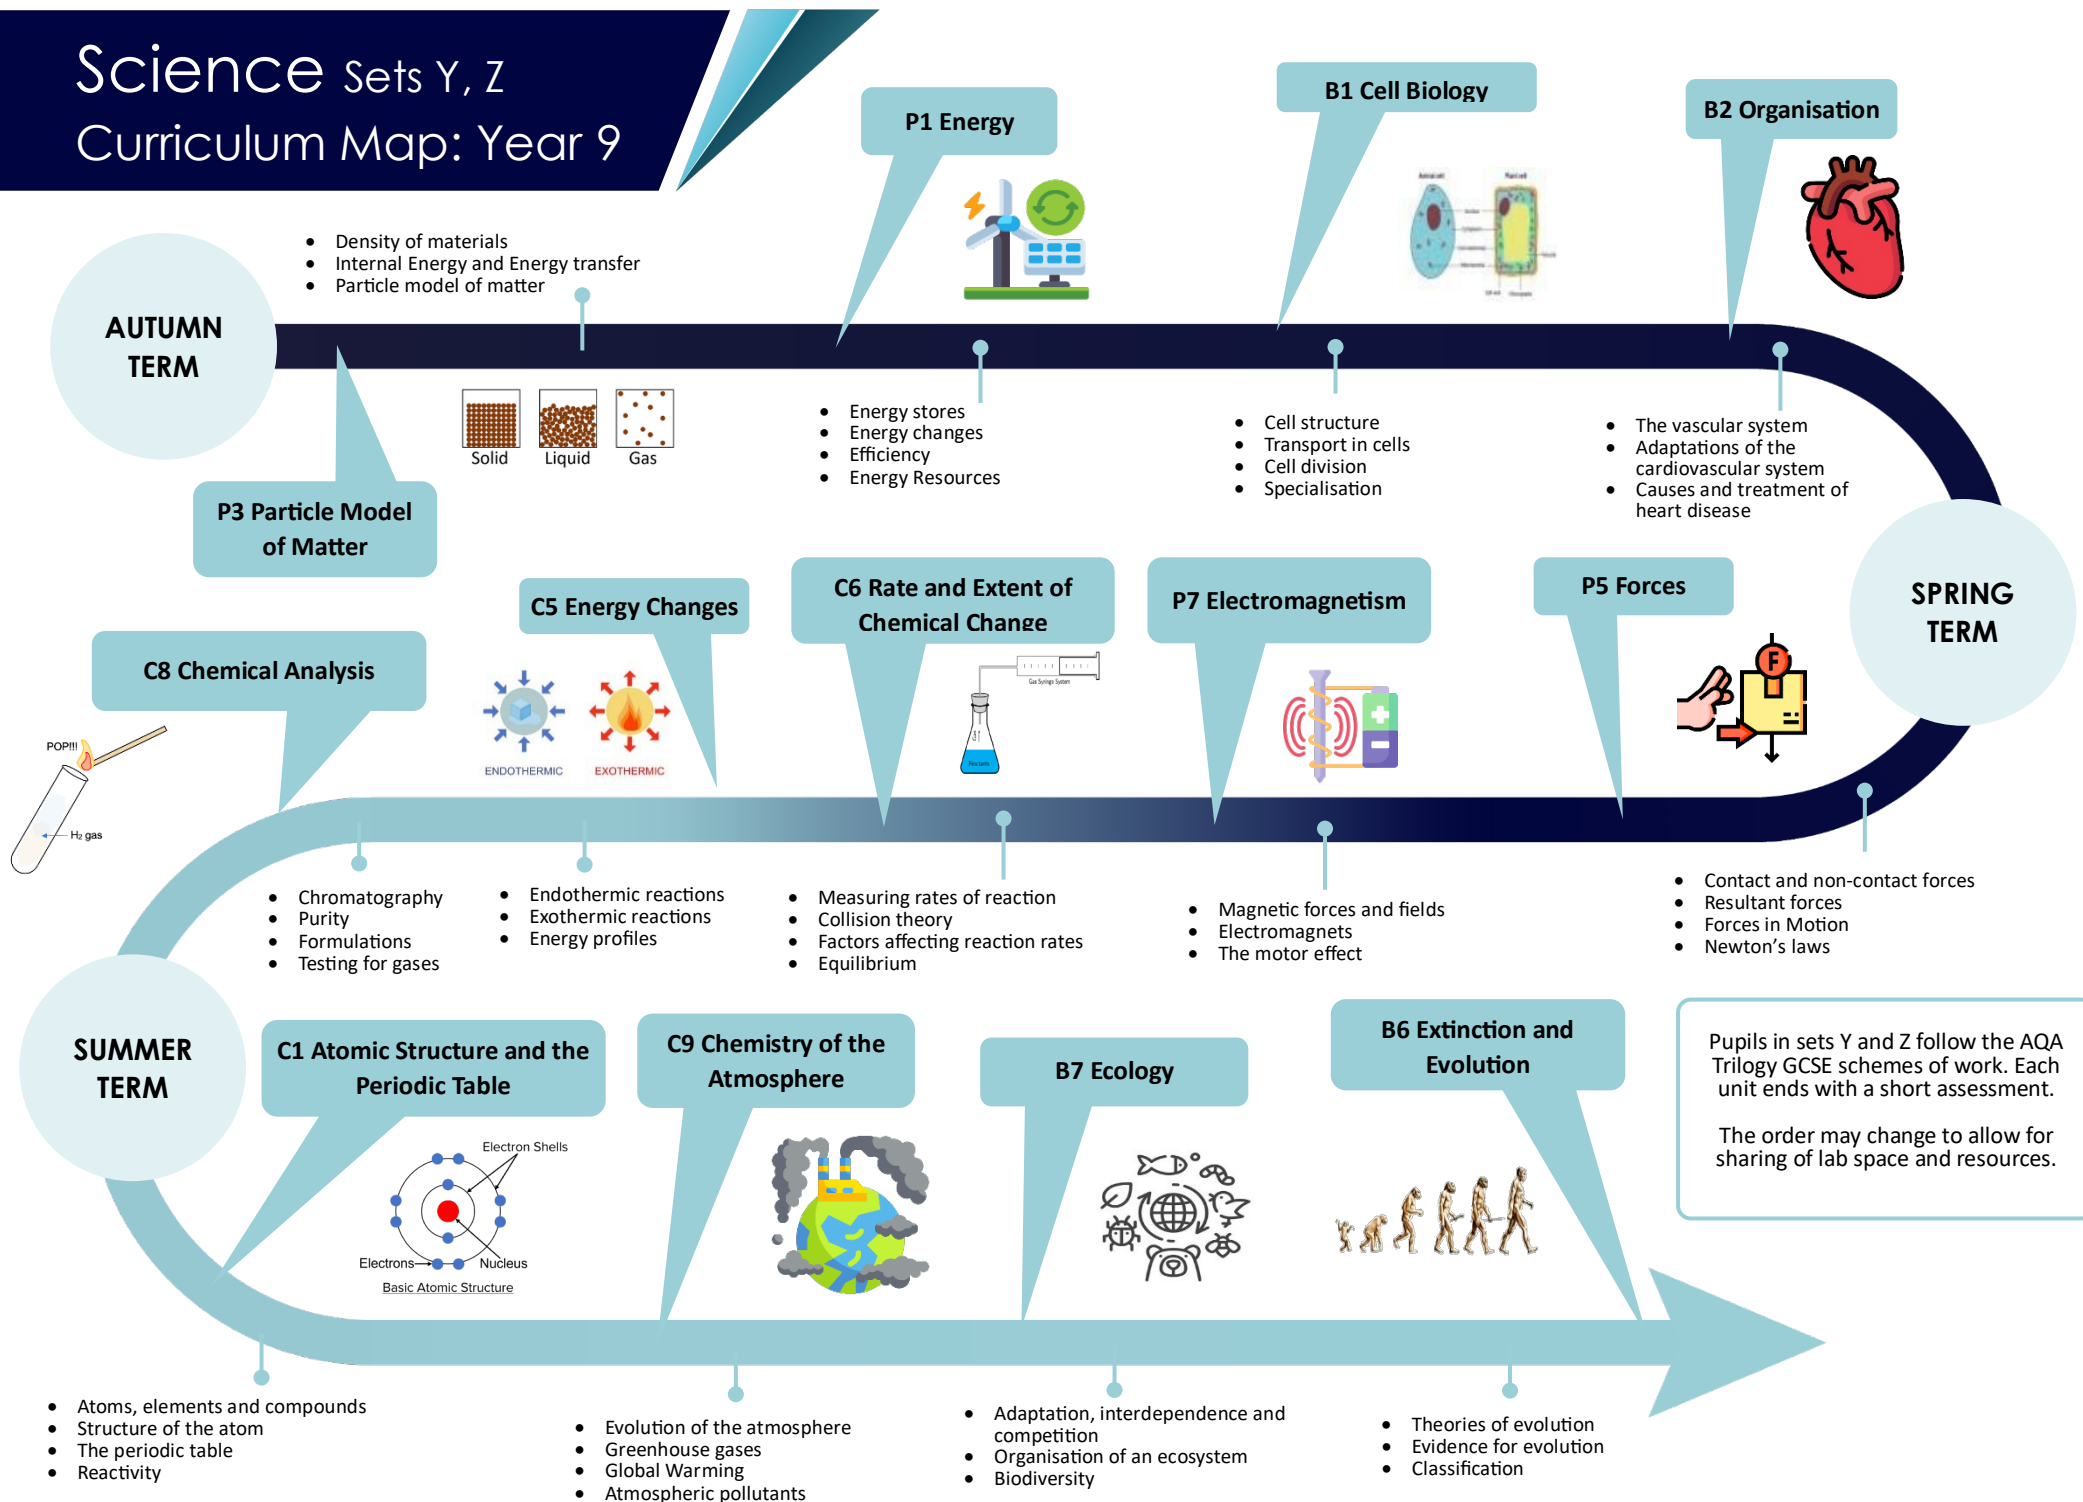 Science Sets Y, Z
Curriculum Map: Year 9
AUTUMN
TERM
• Density of materials
• Internal Energy and Energy transfer
• Particle model of matter
P3 Particle Model
of Matter
Solid Liquid Gas
P1 Energy
• Energy stores
• Energy changes
• Efficiency
• Energy Resources
B1 Cell Biology
• Cell structure
• Transport in cells
• Cell division
• Specialisation
B2 Organisation
• The vascular system
• Adaptations of the
cardiovascular system
• Causes and treatment of
heart disease
SPRING
TERM
P5 Forces
F
• Contact and non-contact forces
• Resultant forces
• Forces in Motion
• Newton's laws
P7 Electromagnetism
• Magnetic forces and fields
• Electromagnets
• The motor effect
C6 Rate and Extent of
Chemical Change
Gas Syringe System
Reactants
• Measuring rates of reaction
• Collision theory
• Factors affecting reaction rates
• Equilibrium
C5 Energy Changes
ENDOTHERMIC EXOTHERMIC
• Endothermic reactions
• Exothermic reactions
• Energy profiles
C8 Chemical Analysis
POP!!!
H₂ gas
• Chromatography
• Purity
• Formulations
• Testing for gases
SUMMER
TERM
C1 Atomic Structure and the
Periodic Table
Electron Shells
Electrons
Nucleus
Basic Atomic Structure
• Atoms, elements and compounds
• Structure of the atom
• The periodic table
• Reactivity
C9 Chemistry of the
Atmosphere
• Evolution of the atmosphere
• Greenhouse gases
• Global Warming
• Atmospheric pollutants
B7 Ecology
• Adaptation, interdependence and
competition
• Organisation of an ecosystem
• Biodiversity
B6 Extinction and
Evolution
• Theories of evolution
• Evidence for evolution
• Classification
Pupils in sets Y and Z follow the AQA
Trilogy GCSE schemes of work. Each
unit ends with a short assessment.
The order may change to allow for
sharing of lab space and resources.